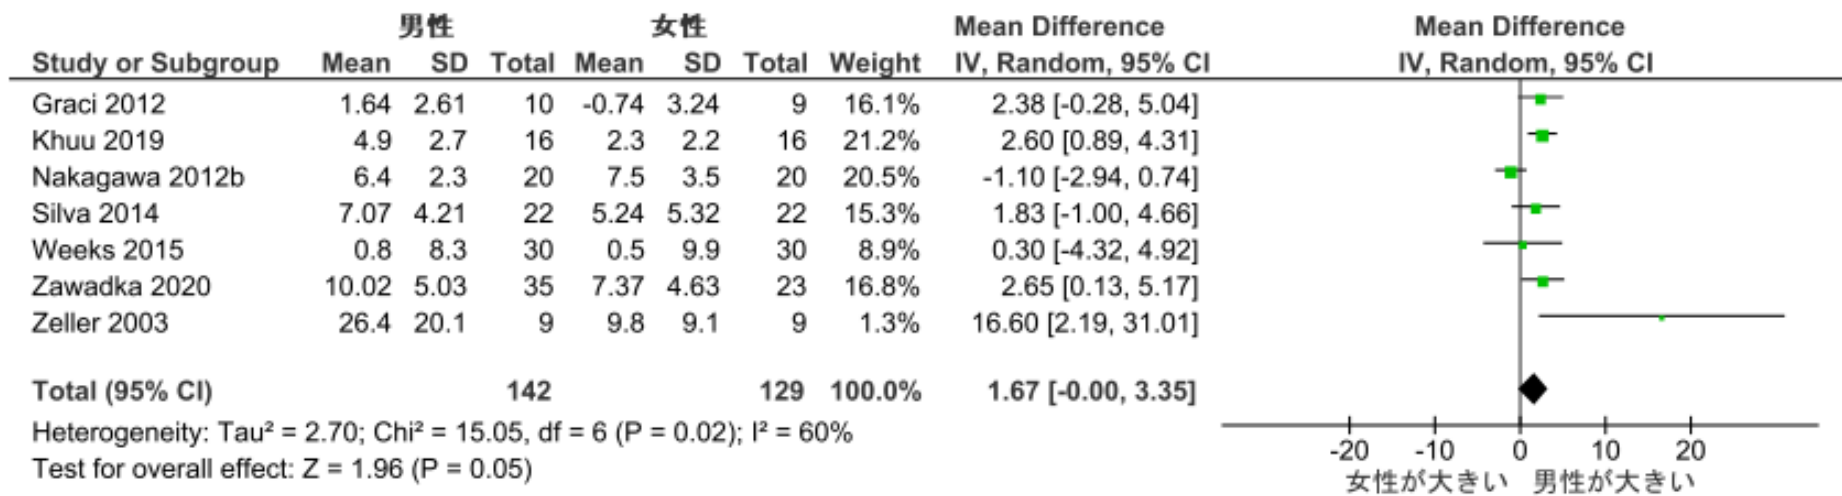 男性 女性 Mean Difference Mean Difference
Study or Subgroup Mean SD Total Mean SD Total Weight IV, Random, 95% CI IV, Random, 95% CI
Graci 2012 1.64 2.61 10 -0.74 3.24 9 16.1% 2.38 [-0.28, 5.04]
Khuu 2019 4.9 2.7 16 2.3 2.2 16 21.2% 2.60 [0.89, 4.31]
Nakagawa 2012b 6.4 2.3 20 7.5 3.5 20 20.5% -1.10 [-2.94, 0.74]
Silva 2014 7.07 4.21 22 5.24 5.32 22 15.3% 1.83 [-1.00, 4.66]
Weeks 2015 0.8 8.3 30 0.5 9.9 30 8.9% 0.30 [-4.32, 4.92]
Zawadka 2020 10.02 5.03 35 7.37 4.63 23 16.8% 2.65 [0.13, 5.17]
Zeller 2003 26.4 20.1 9 9.8 9.1 9 1.3% 16.60 [2.19, 31.01]
Total (95% CI) 142 129 100.0% 1.67 [-0.00, 3.35]
Heterogeneity: Tau² = 2.70; Chi² = 15.05, df = 6 (P = 0.02); I² = 60%
Test for overall effect: Z = 1.96 (P = 0.05)
-20 -10 0 10 20
女性が大きい 男性が大きい